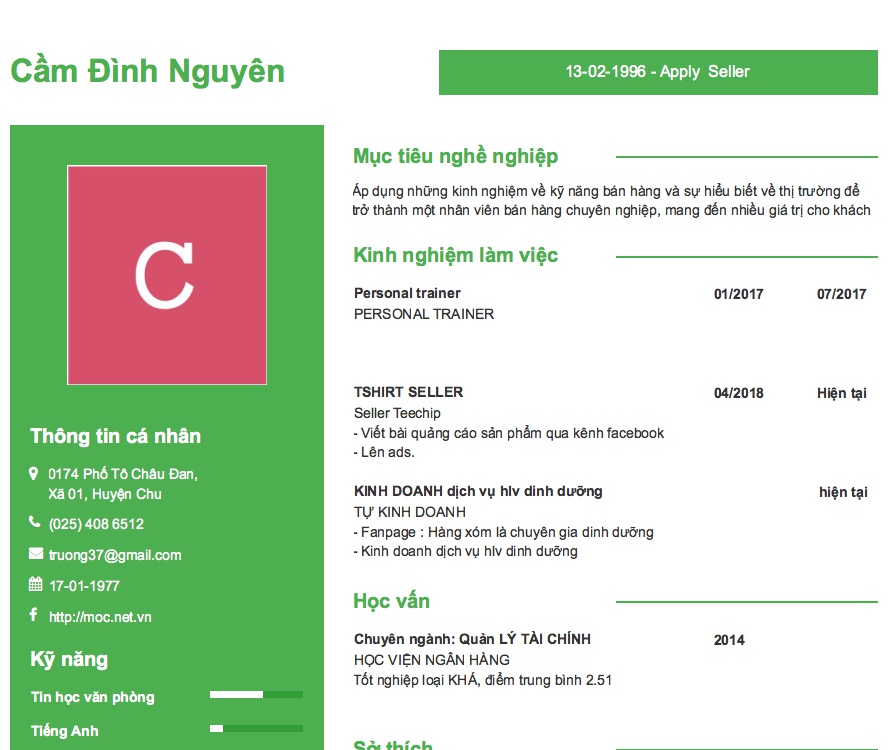 Cầm Đình Nguyên
13-02-1996 - Apply Seller
C
Thông tin cá nhân
0174 Phố Tô Châu Đan,
Xã 01, Huyện Chu
(025) 408 6512
truong37@gmail.com
17-01-1977
http://moc.net.vn
Kỹ năng
Tin học văn phòng
Tiếng Anh
Mục tiêu nghề nghiệp
Áp dụng những kinh nghiệm về kỹ năng bán hàng và sự hiểu biết về thị trường để
trở thành một nhân viên bán hàng chuyên nghiệp, mang đến nhiều giá trị cho khách
Kinh nghiệm làm việc
Personal trainer 01/2017 07/2017
PERSONAL TRAINER
TSHIRT SELLER 04/2018 Hiện tại
Seller Teechip
- Viết bài quảng cáo sản phẩm qua kênh facebook
- Lên ads.
KINH DOANH dịch vụ hlv dinh dưỡng hiện tại
TỰ KINH DOANH
- Fanpage : Hàng xóm là chuyên gia dinh dưỡng
- Kinh doanh dịch vụ hlv dinh dưỡng
Học vấn
Chuyên ngành: Quản LÝ TÀI CHÍNH 2014
HỌC VIỆN NGÂN HÀNG
Tốt nghiệp loại KHÁ, điểm trung bình 2.51
Sở thích